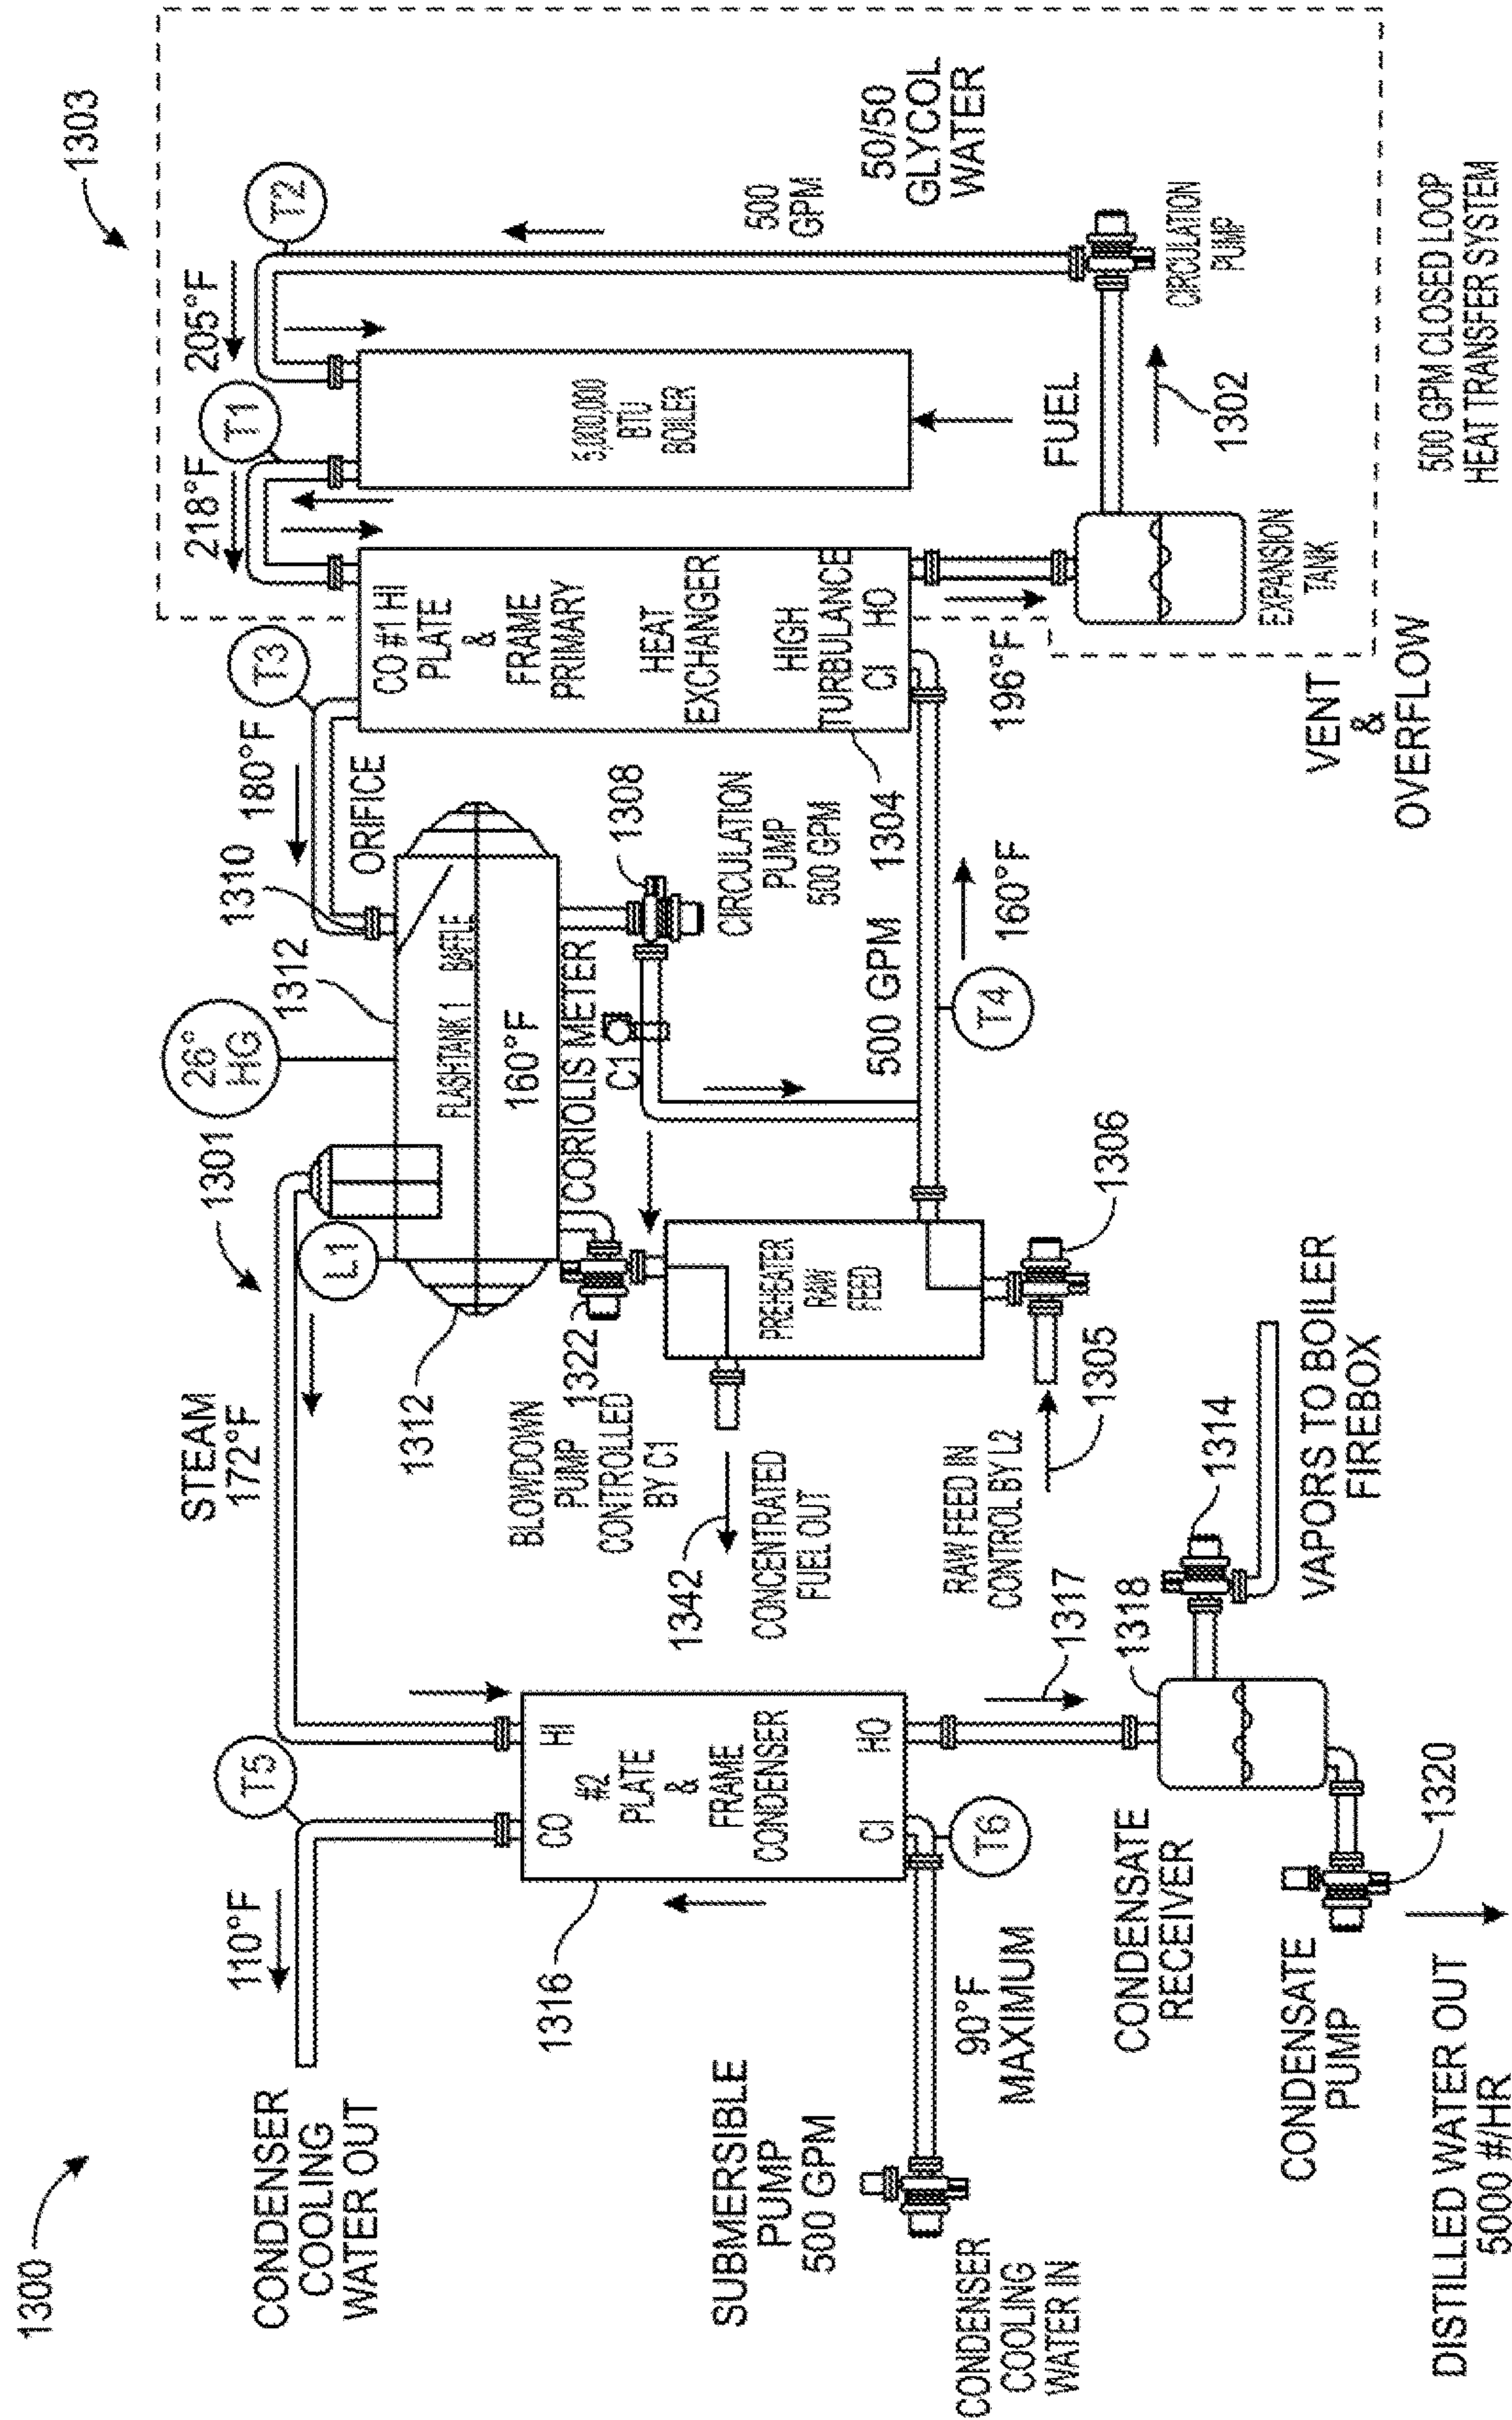 1300
1303
CONDENSER
COOLING
WATER OUT
110°F
T5
STEAM
172°F
L1
1301
26°
HG
1312
1310
180°F
ORIFICE
T3
218°F
T1
205°F
T2
1316
CO
HI
#2
PLATE
&
FRAME
CONDENSER
CI
HO
1312
FLASHTANK 1
BAFFLE
160°F
CORIOLIS METER
C1
1308
CIRCULATION
PUMP
500 GPM
1304
CO #1 HI
PLATE
&
FRAME
PRIMARY
HEAT
EXCHANGER
HIGH
TURBULANCE
CI
HO
5,000,000
BTU
BOILER
FUEL
500
GPM
50/50
GLYCOL
WATER
BLOWDOWN
PUMP
CONTROLLED
BY C1
1322
1342
CONCENTRATED
FUEL OUT
PREHEATER
RAW
FEED
500 GPM
T4
160°F
196°F
RAW FEED IN
CONTROL BY L2
1305
1306
SUBMERSIBLE
PUMP
500 GPM
90°F
MAXIMUM
T6
CONDENSER
COOLING
WATER IN
1317
1318
1314
VAPORS TO BOILER
FIREBOX
CONDENSATE
RECEIVER
CONDENSATE
PUMP
1320
DISTILLED WATER OUT
5000 #/HR
EXPANSION
TANK
1302
CIRCULATION
PUMP
VENT
&
OVERFLOW
500 GPM CLOSED LOOP
HEAT TRANSFER SYSTEM